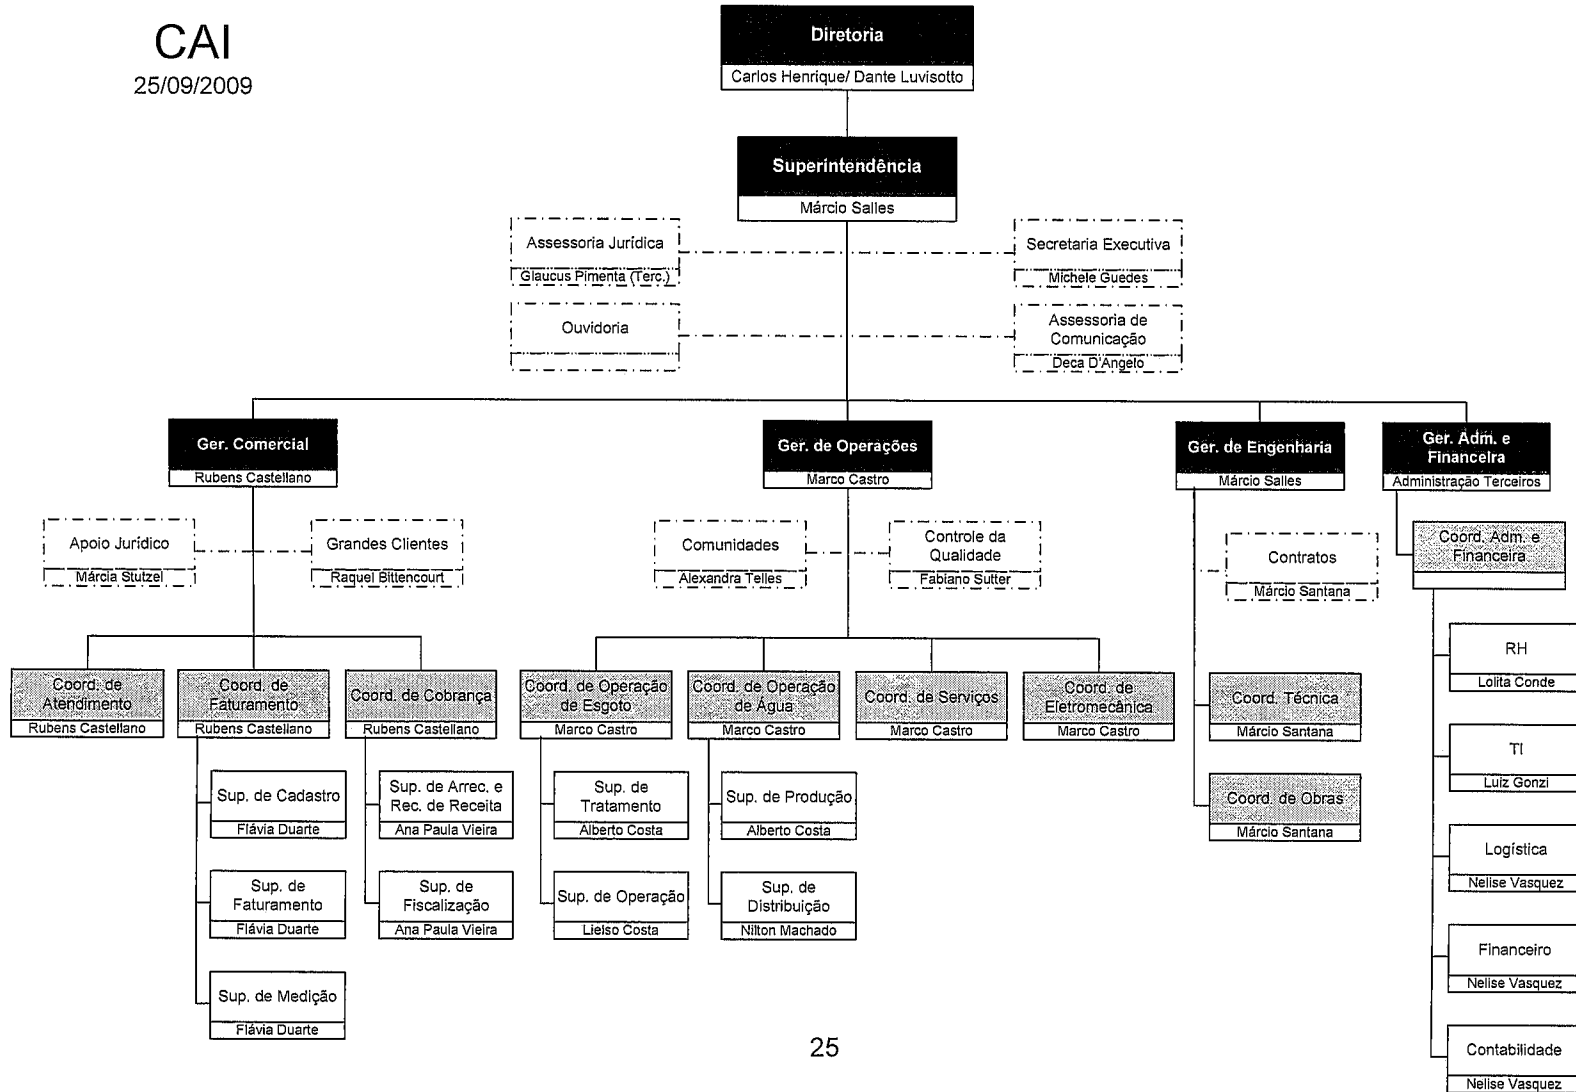 CAI
25/09/2009
Diretoria
Carlos Henrique/ Dante Luvisotto
Superintendência
Márcio Salles
Assessoria Jurídica
Glaucus Pimenta (Terc.)
Secretaria Executiva
Michele Guedes
Ouvidoria
Assessoria de
Comunicação
Deca D'Angelo
Ger. Comercial
Rubens Castellano
Ger. de Operações
Marco Castro
Ger. de Engenharia
Márcio Salles
Ger. Adm. e
Financeira
Administração Terceiros
Apoio Jurídico
Márcia Stutzel
Grandes Clientes
Raquel Bittencourt
Comunidades
Alexandra Telles
Controle da
Qualidade
Fabiano Sutter
Contratos
Márcio Santana
Coord. Adm. e
Financeira
Coord. de
Atendimento
Rubens Castellano
Coord. de
Faturamento
Rubens Castellano
Coord. de Cobrança
Rubens Castellano
Coord. de Operação
de Esgoto
Marco Castro
Coord. de Operação
de Água
Marco Castro
Coord. de Serviços
Marco Castro
Coord. de
Eletromecânica
Marco Castro
Coord. Técnica
Márcio Santana
Coord. de Obras
Márcio Santana
RH
Lolita Conde
TI
Luiz Gonzi
Logística
Nelise Vasquez
Financeiro
Nelise Vasquez
Contabilidade
Nelise Vasquez
Sup. de Cadastro
Flávia Duarte
Sup. de
Faturamento
Flávia Duarte
Sup. de Medição
Flávia Duarte
Sup. de Arrec. e
Rec. de Receita
Ana Paula Vieira
Sup. de
Fiscalização
Ana Paula Vieira
Sup. de
Tratamento
Alberto Costa
Sup. de Operação
Lielso Costa
Sup. de Produção
Alberto Costa
Sup. de
Distribuição
Nilton Machado
25